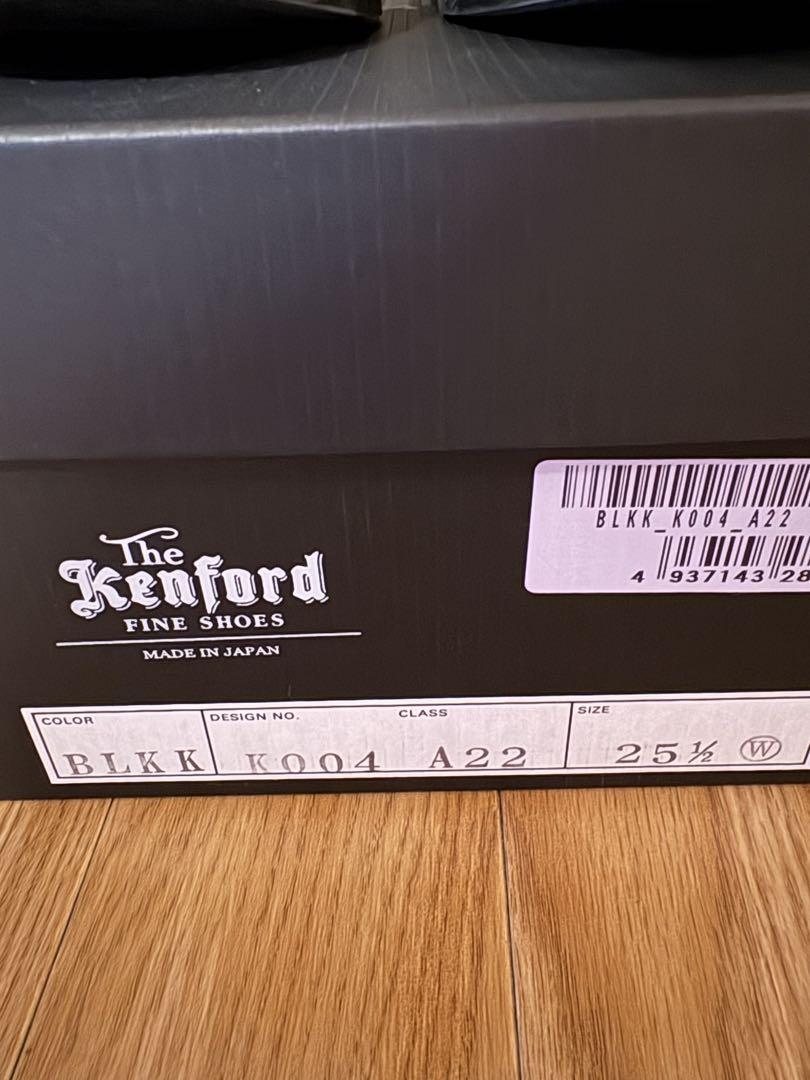 BLKK_K004_A22
4 937143 28
The
Kenford
FINE SHOES
MADE IN JAPAN
COLOR DESIGN NO. CLASS SIZE
BLKK K004 A22 25½ W